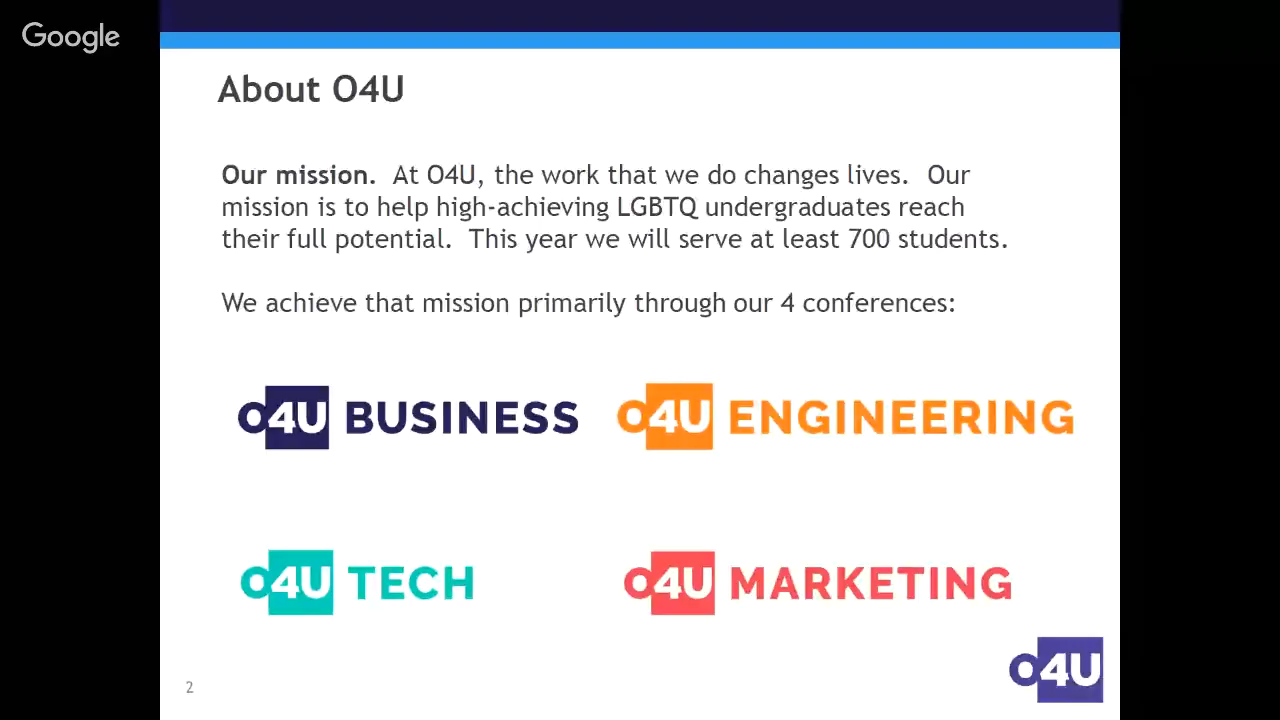 Google
About O4U
Our mission.  At O4U, the work that we do changes lives.  Our
mission is to help high-achieving LGBTQ undergraduates reach
their full potential.  This year we will serve at least 700 students.
We achieve that mission primarily through our 4 conferences:
O4U BUSINESS
O4U ENGINEERING
O4U TECH
O4U MARKETING
2
O4U